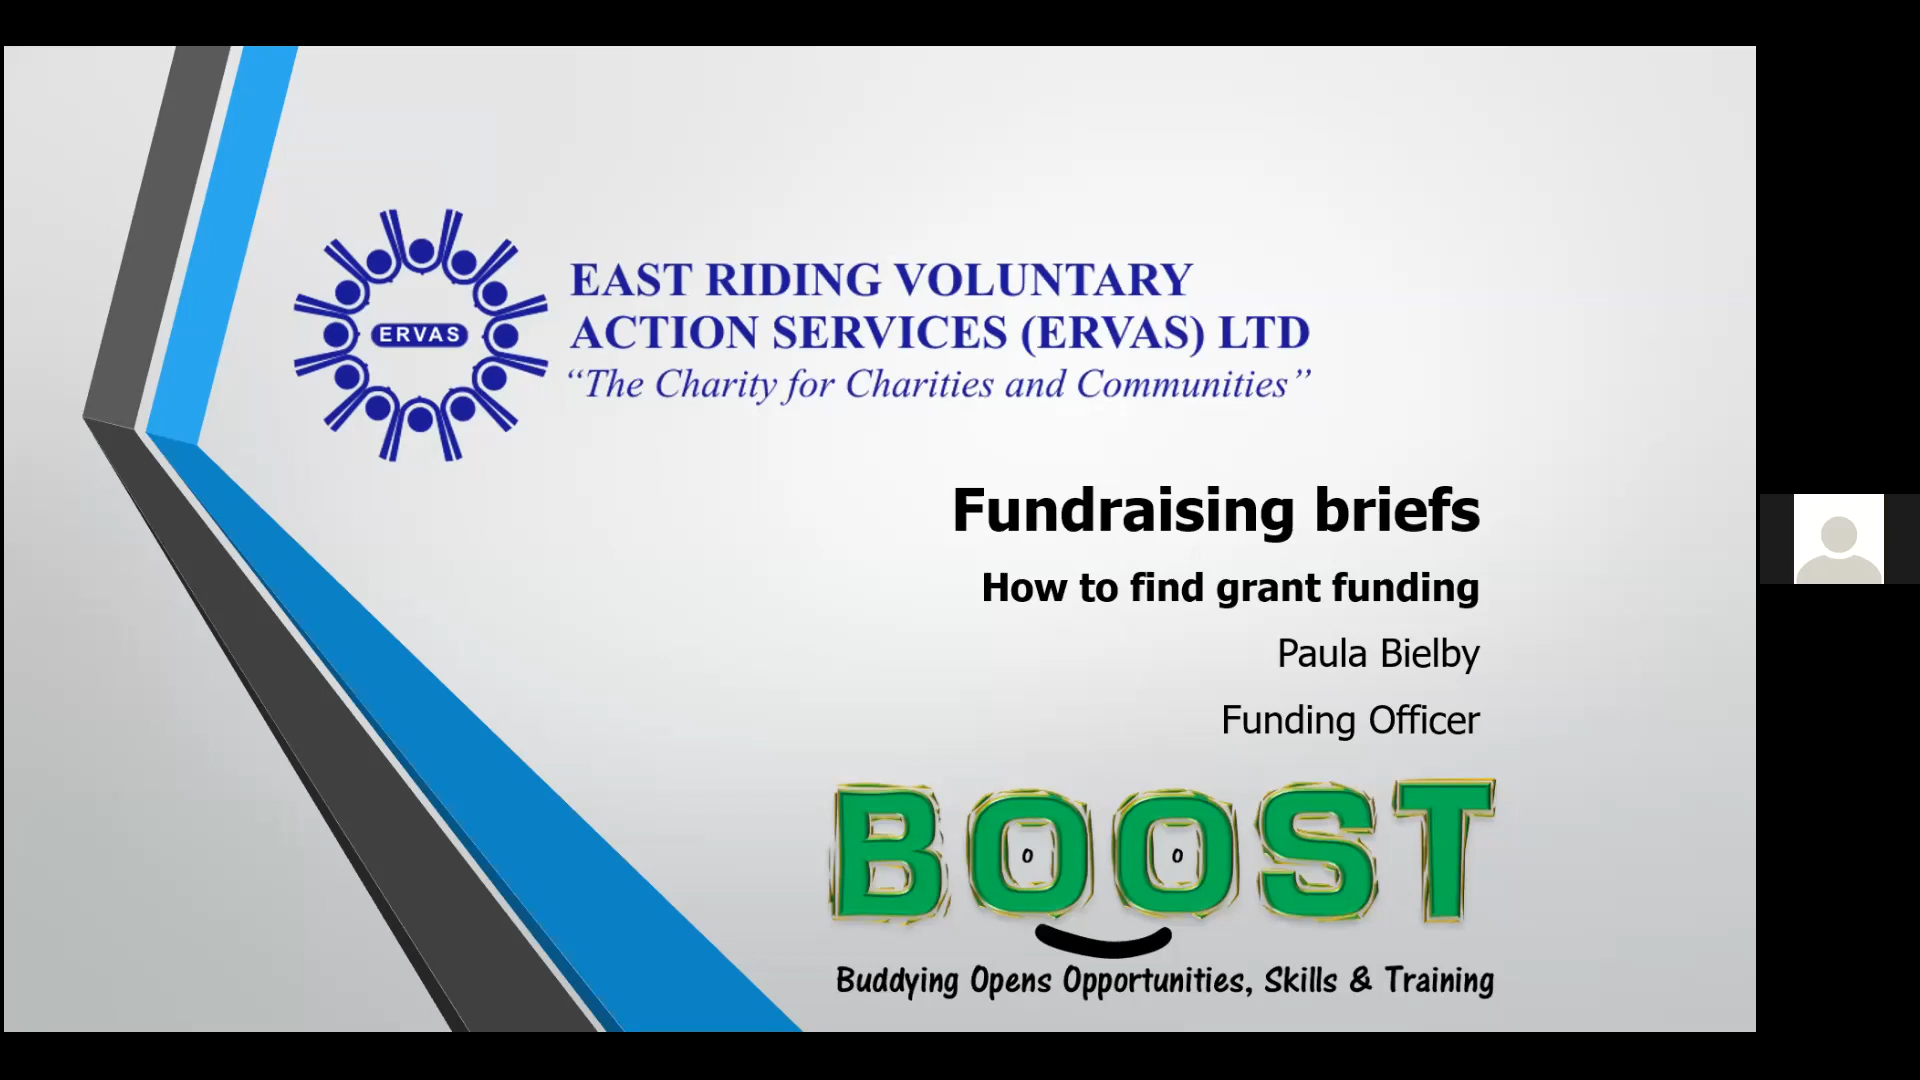 ERVAS
EAST RIDING VOLUNTARY
ACTION SERVICES (ERVAS) LTD
“The Charity for Charities and Communities”
Fundraising briefs
How to find grant funding
Paula Bielby
Funding Officer
BOOST
Buddying Opens Opportunities, Skills & Training